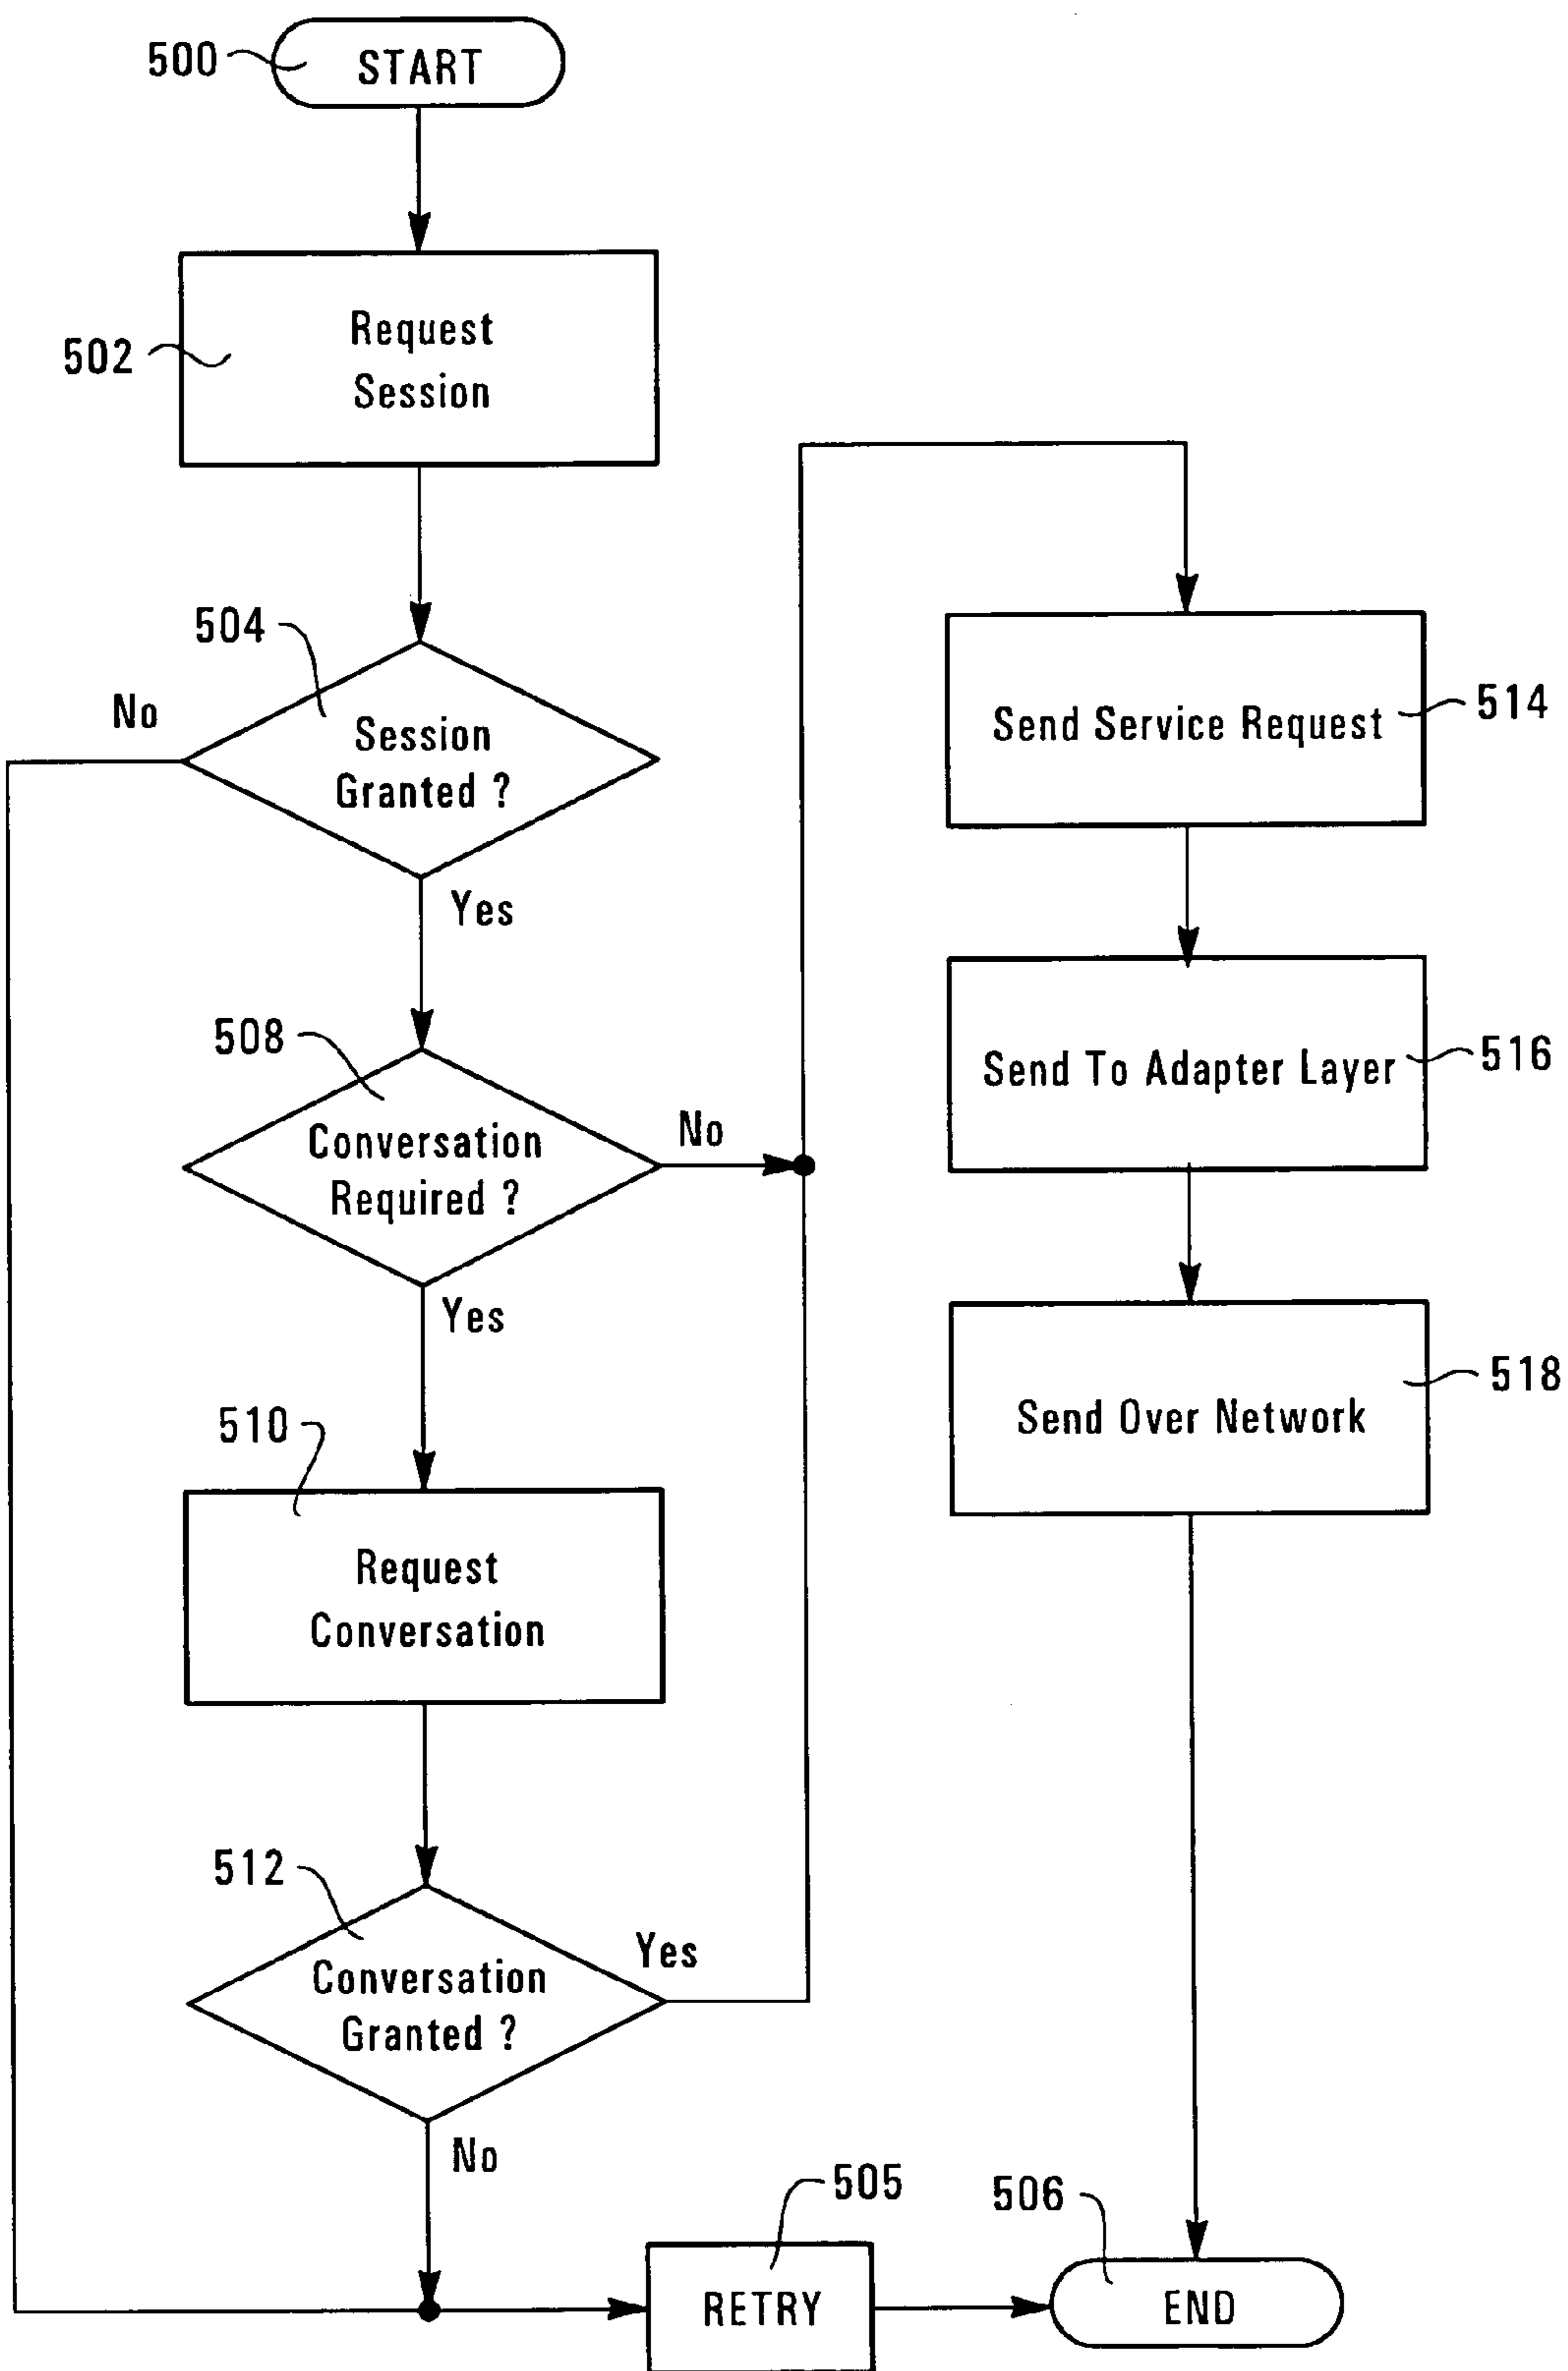 500
START
502
Request
Session
504
No
Session
Granted ?
Yes
508
Conversation
Required ?
No
Yes
510
Request
Conversation
512
Conversation
Granted ?
Yes
No
505
RETRY
506
END
Send Service Request
514
Send To Adapter Layer
516
Send Over Network
518